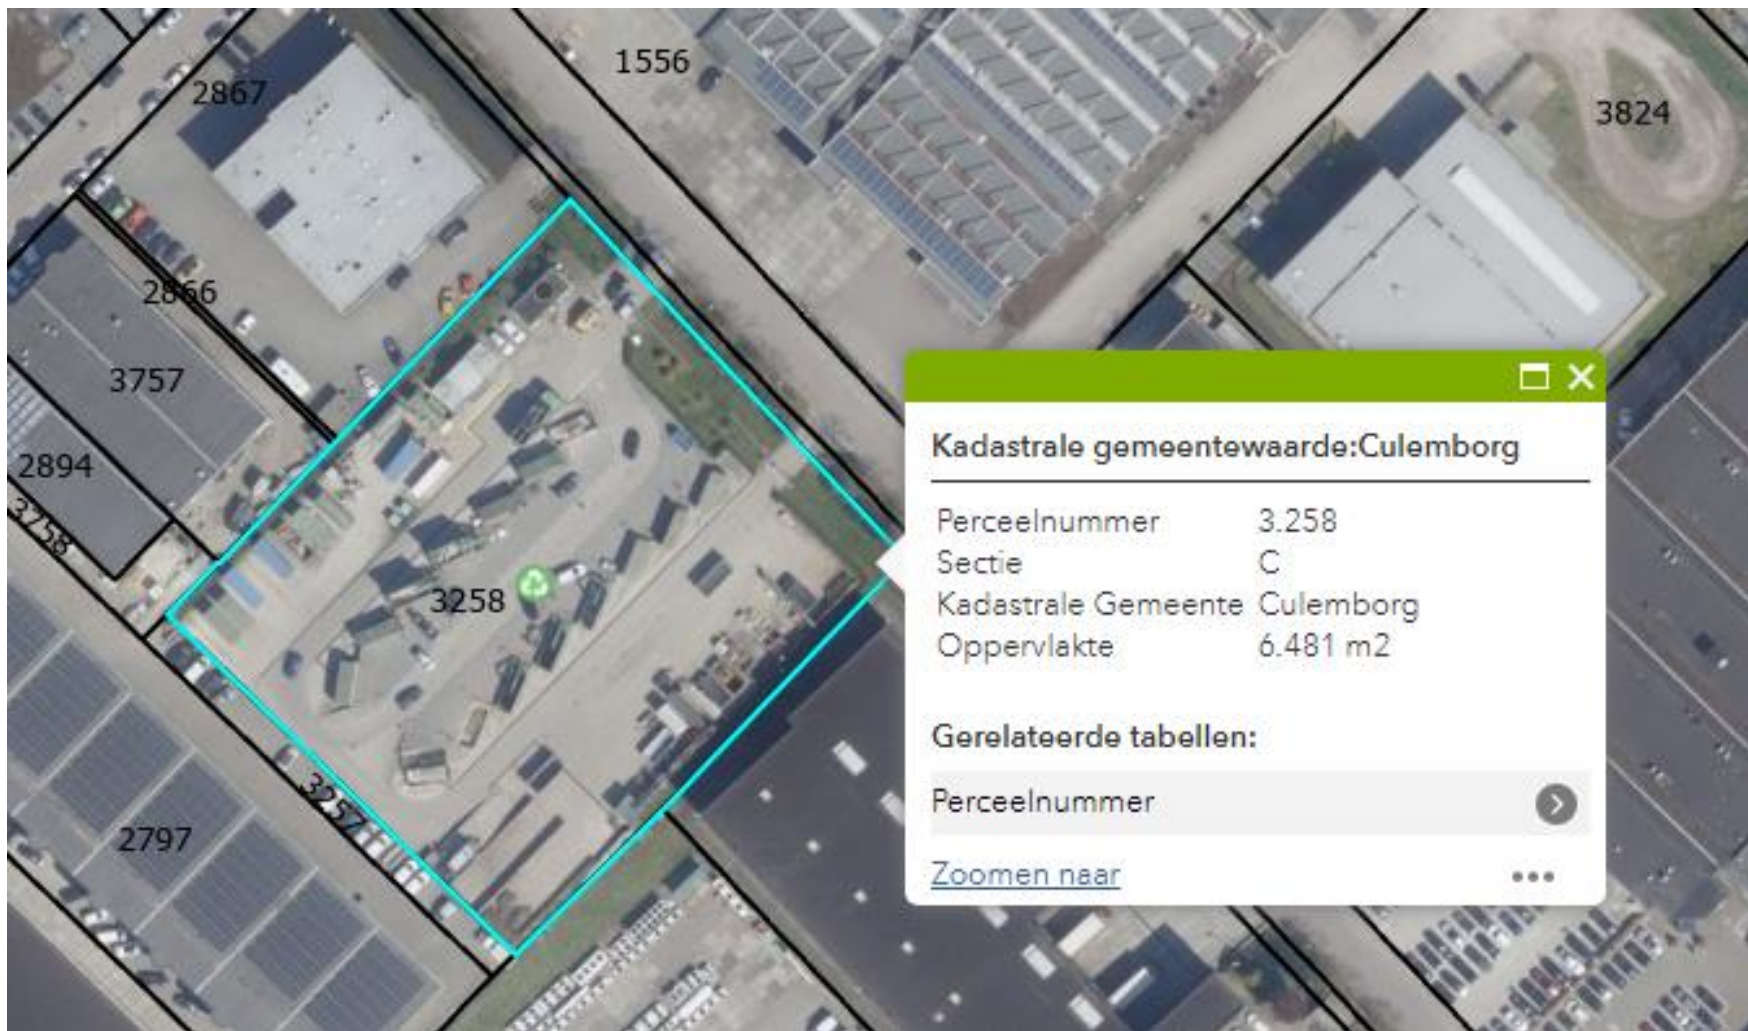 1556
2867
3824
2866
3757
2894
3758
3258
3257
2797
Kadastrale gemeentewaarde:Culemborg
Perceelnummer 3.258
Sectie C
Kadastrale Gemeente Culemborg
Oppervlakte 6.481 m2
Gerelateerde tabellen:
Perceelnummer
Zoomen naar